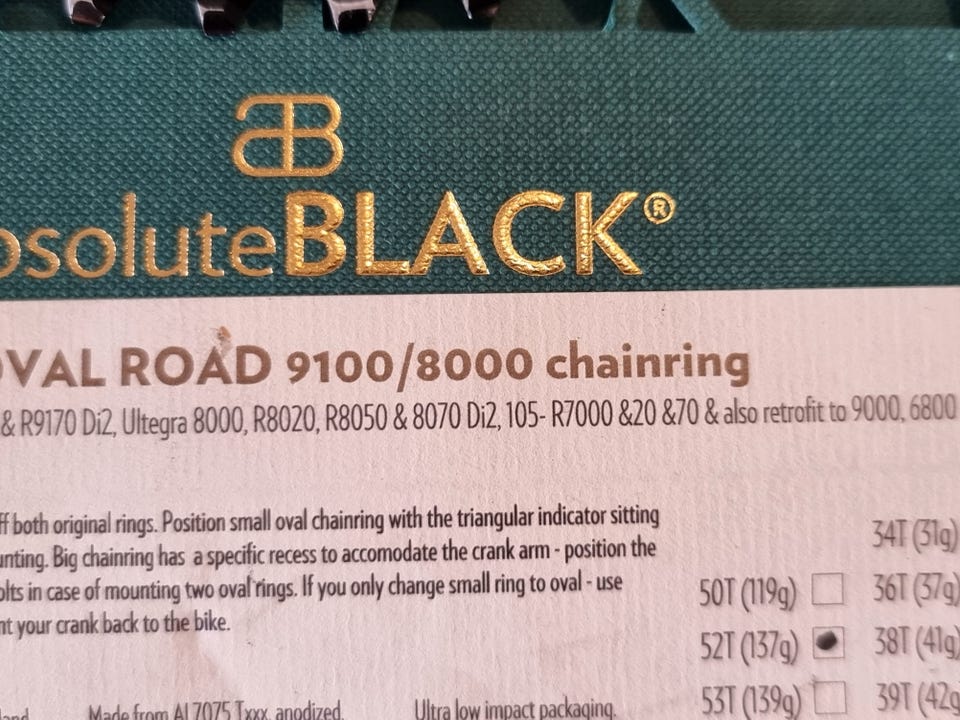 AB
bsoluteBLACK®
OVAL ROAD 9100/8000 chainring
& R9170 Di2, Ultegra 8000, R8020, R8050 & 8070 Di2, 105- R7000 &20 &70 & also retrofit to 9000, 6800
ff both original rings. Position small oval chainring with the triangular indicator sitting
unting. Big chainring has a specific recess to accomodate the crank arm - position the
olts in case of mounting two oval rings. If you only change small ring to oval - use
nt your crank back to the bike.
34T (31g)
50T (119g) 36T (37g)
52T (137g) 38T (41g)
53T (139g) 39T (42g
land Made from Al 7075 Txxx, anodized. Ultra low impact packaging.